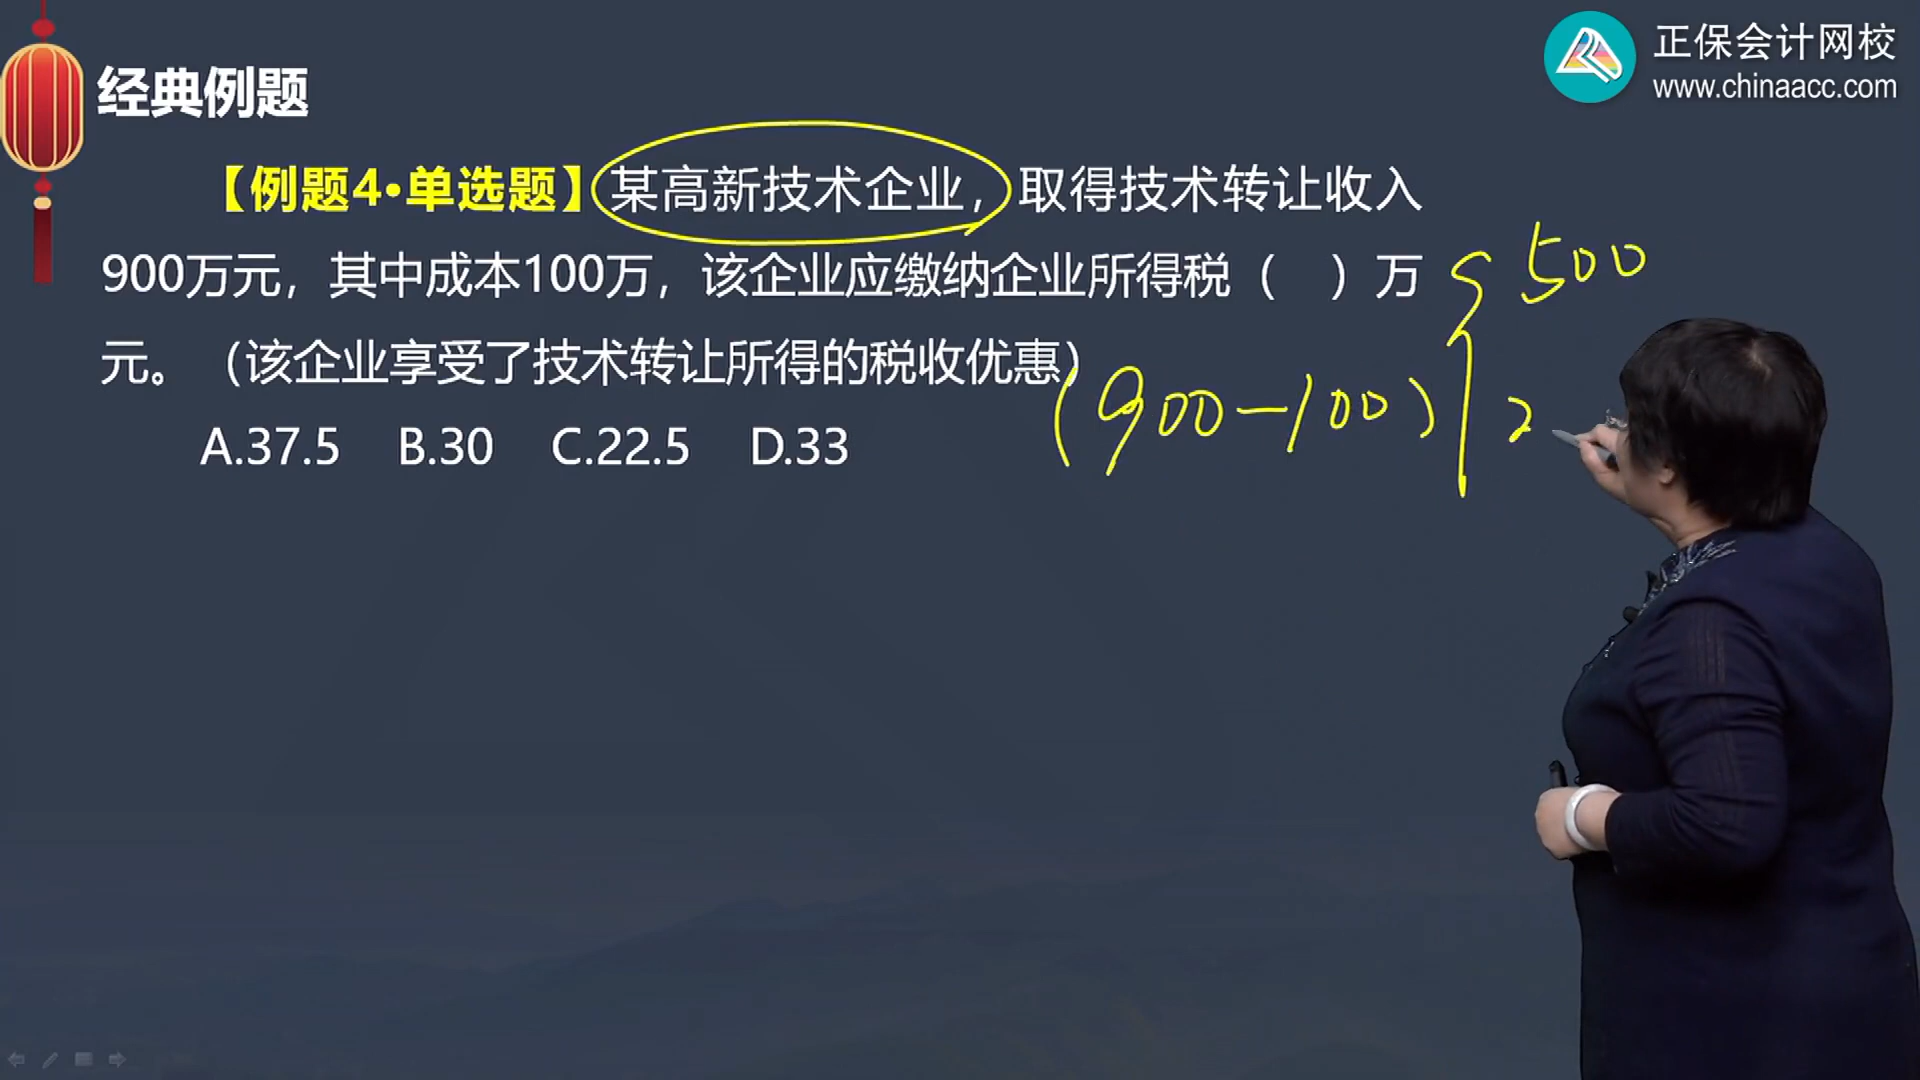 正保会计网校
www.chinaacc.com
经典例题
【例题4•单选题】某高新技术企业，取得技术转让收入
900万元，其中成本100万，该企业应缴纳企业所得税（ ）万
元。（该企业享受了技术转让所得的税收优惠）
A.37.5 B.30 C.22.5 D.33
500
(900-100)
2